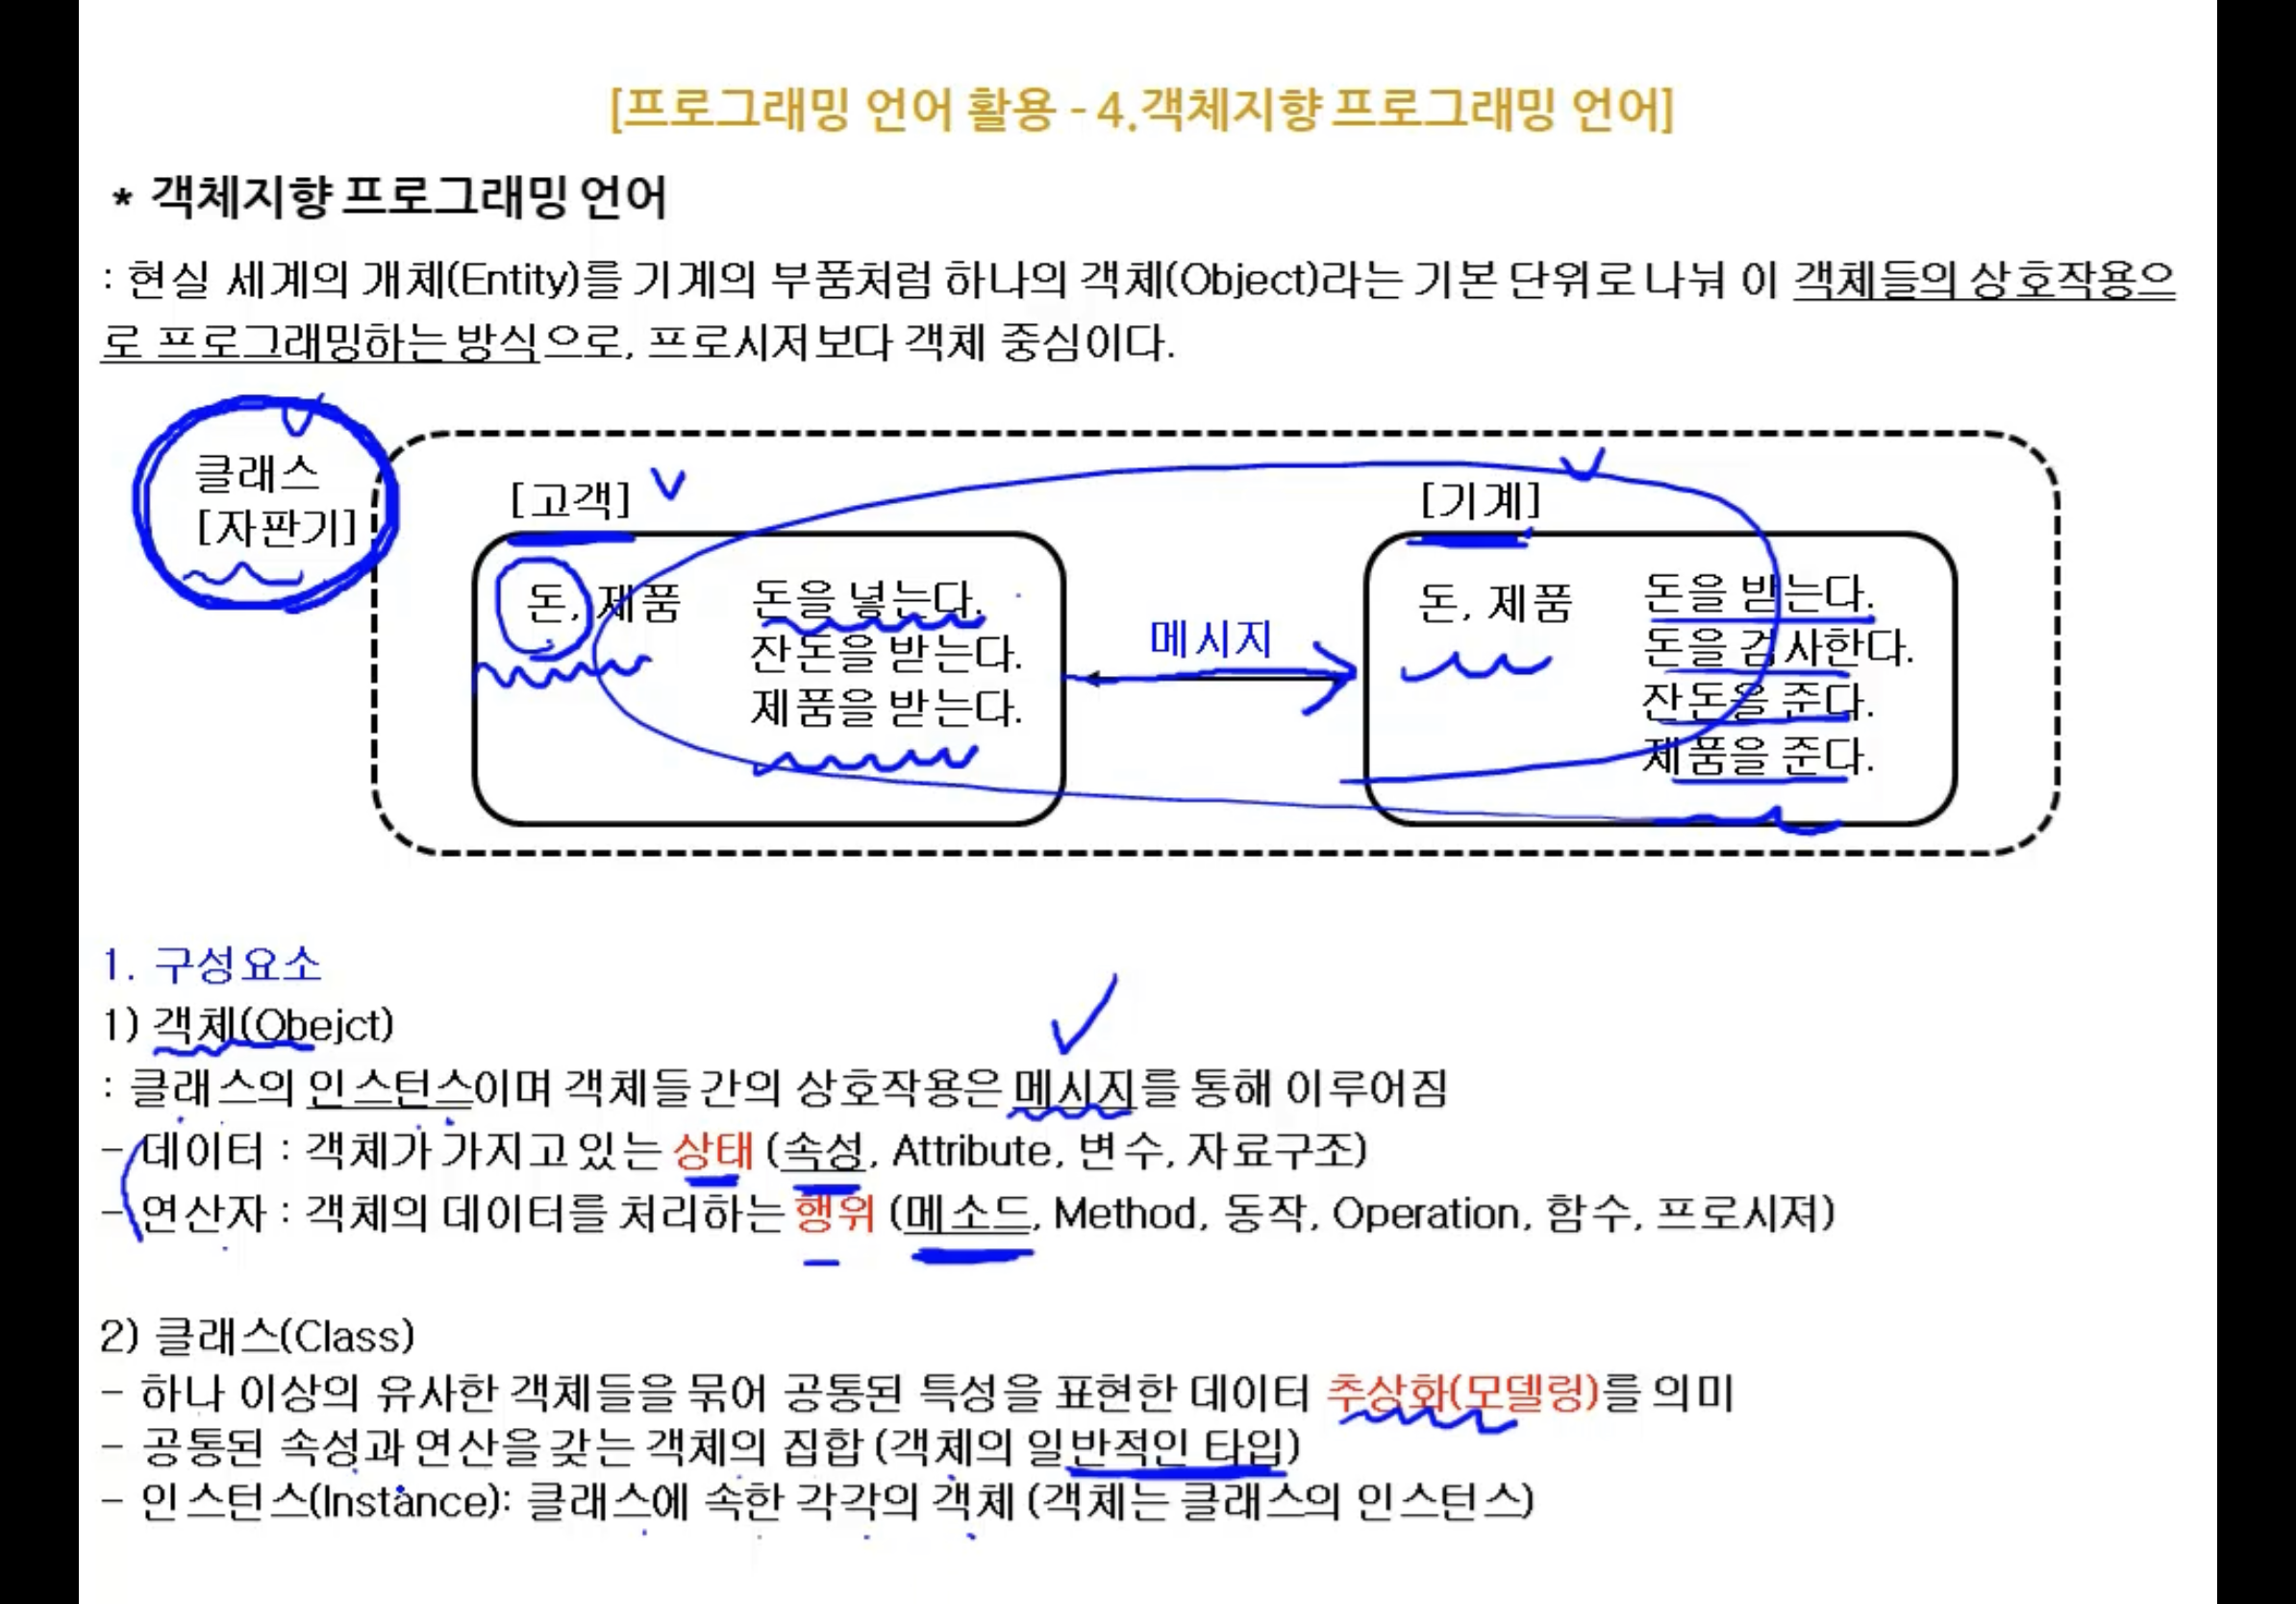 [프로그래밍 언어 활용 - 4.객체지향 프로그래밍 언어]
* 객체지향 프로그래밍 언어
: 현실 세계의 개체(Entity)를 기계의 부품처럼 하나의 객체(Object)라는 기본 단위로 나눠 이 객체들의 상호작용으
로 프로그래밍하는 방식으로, 프로시저보다 객체 중심이다.
클래스
[자판기]
[고객]
돈, 제품
돈을 넣는다.
잔돈을 받는다.
제품을 받는다.
메시지
[기계]
돈, 제품
돈을 받는다.
돈을 검사한다.
잔돈을 준다.
제품을 준다.
1. 구성요소
1) 객체(Obejct)
: 클래스의 인스턴스이며 객체들간의 상호작용은 메시지를 통해 이루어짐
- 데이터 : 객체가 가지고 있는 상태 (속성, Attribute, 변수, 자료구조)
- 연산자 : 객체의 데이터를 처리하는 행위 (메소드, Method, 동작, Operation, 함수, 프로시져)
2) 클래스(Class)
- 하나 이상의 유사한 객체들을 묶어 공통된 특성을 표현한 데이터 추상화(모델링)를 의미
- 공통된 속성과 연산을 갖는 객체의 집합 (객체의 일반적인 타입)
- 인스턴스(Instance): 클래스에 속한 각각의 객체 (객체는 클래스의 인스턴스)